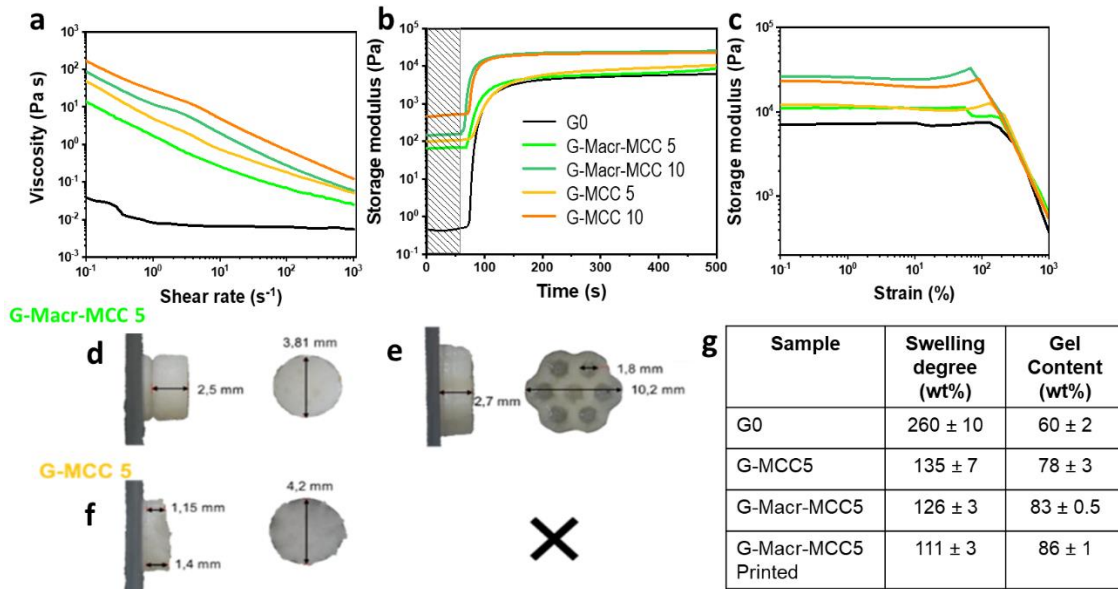 a
b
c
Viscosity (Pa s)
10³
10²
10¹
10⁰
10⁻¹
10⁻²
10⁻³
10⁻¹ 10⁰ 10¹ 10² 10³
Shear rate (s⁻¹)
Storage modulus (Pa)
10⁵
10⁴
10³
10²
10¹
10⁰
10⁻¹
0 100 200 300 400 500
Time (s)
G0
G-Macr-MCC 5
G-Macr-MCC 10
G-MCC 5
G-MCC 10
Storage modulus (Pa)
10⁵
10⁴
10³
10⁻¹ 10⁰ 10¹ 10² 10³
Strain (%)
G-Macr-MCC 5
d
3,81 mm
2,5 mm
e
1,8 mm
10,2 mm
2,7 mm
G-MCC 5
f
1,15 mm
1,4 mm
4,2 mm
g
Sample Swelling degree (wt%) Gel Content (wt%)
G0 260 ± 10 60 ± 2
G-MCC5 135 ± 7 78 ± 3
G-Macr-MCC5 126 ± 3 83 ± 0.5
G-Macr-MCC5 Printed 111 ± 3 86 ± 1